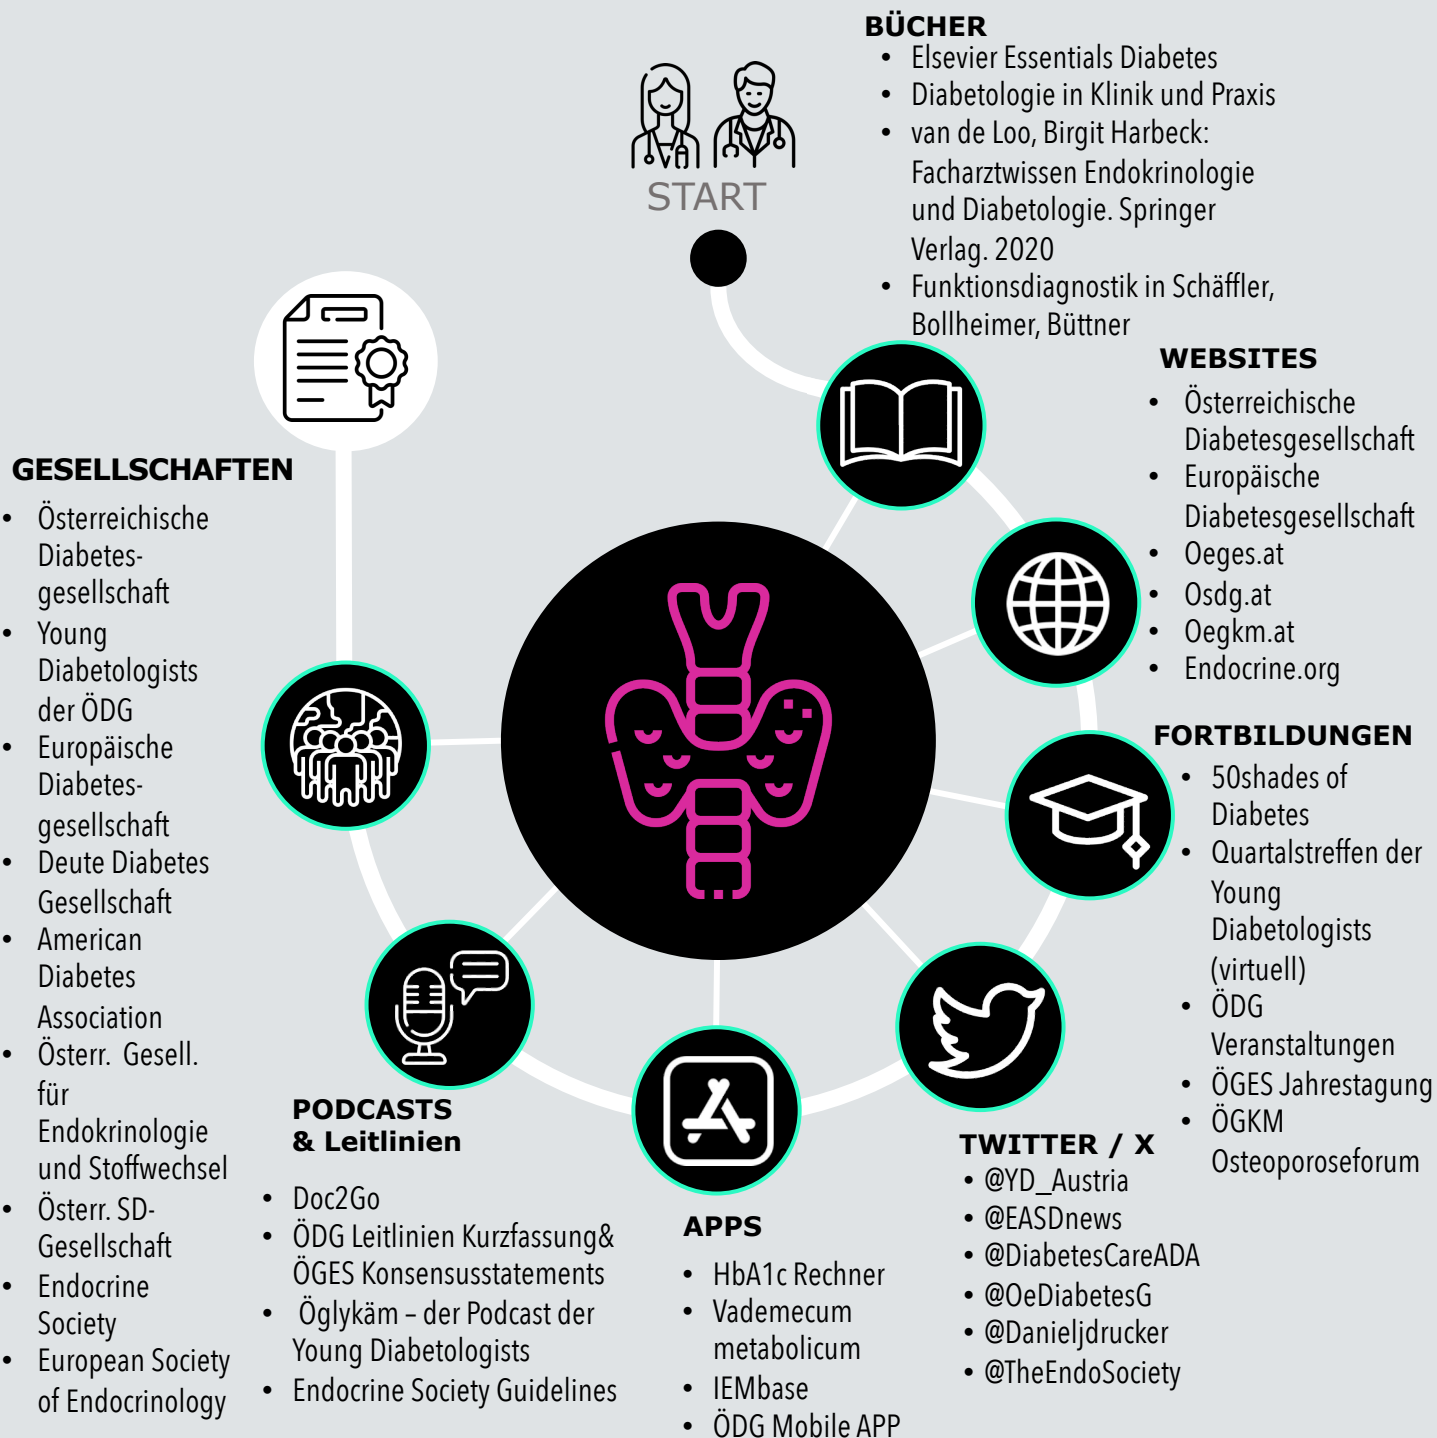 START
BÜCHER
• Elsevier Essentials Diabetes
• Diabetologie in Klinik und Praxis
• van de Loo, Birgit Harbeck:
Facharztwissen Endokrinologie
und Diabetologie. Springer
Verlag. 2020
• Funktionsdiagnostik in Schäffler,
Bollheimer, Büttner
WEBSITES
• Österreichische
Diabetesgesellschaft
• Europäische
Diabetesgesellschaft
• Oeges.at
• Osdg.at
• Oegkm.at
• Endocrine.org
FORTBILDUNGEN
• 50shades of
Diabetes
• Quartalstreffen der
Young
Diabetologists
(virtuell)
• ÖDG
Veranstaltungen
• ÖGES Jahrestagung
• ÖGKM
Osteoporoseforum
TWITTER / X
• @YD_Austria
• @EASDnews
• @DiabetesCareADA
• @OeDiabetesG
• @Danieljdrucker
• @TheEndoSociety
APPS
• HbA1c Rechner
• Vademecum
metabolicum
• IEMbase
• ÖDG Mobile APP
PODCASTS
& Leitlinien
• Doc2Go
• ÖDG Leitlinien Kurzfassung&
ÖGES Konsensusstatements
• Öglykäm – der Podcast der
Young Diabetologists
• Endocrine Society Guidelines
GESELLSCHAFTEN
• Österreichische
Diabetes-
gesellschaft
• Young
Diabetologists
der ÖDG
• Europäische
Diabetes-
gesellschaft
• Deute Diabetes
Gesellschaft
• American
Diabetes
Association
• Österr. Gesell.
für
Endokrinologie
und Stoffwechsel
• Österr. SD-
Gesellschaft
• Endocrine
Society
• European Society
of Endocrinology